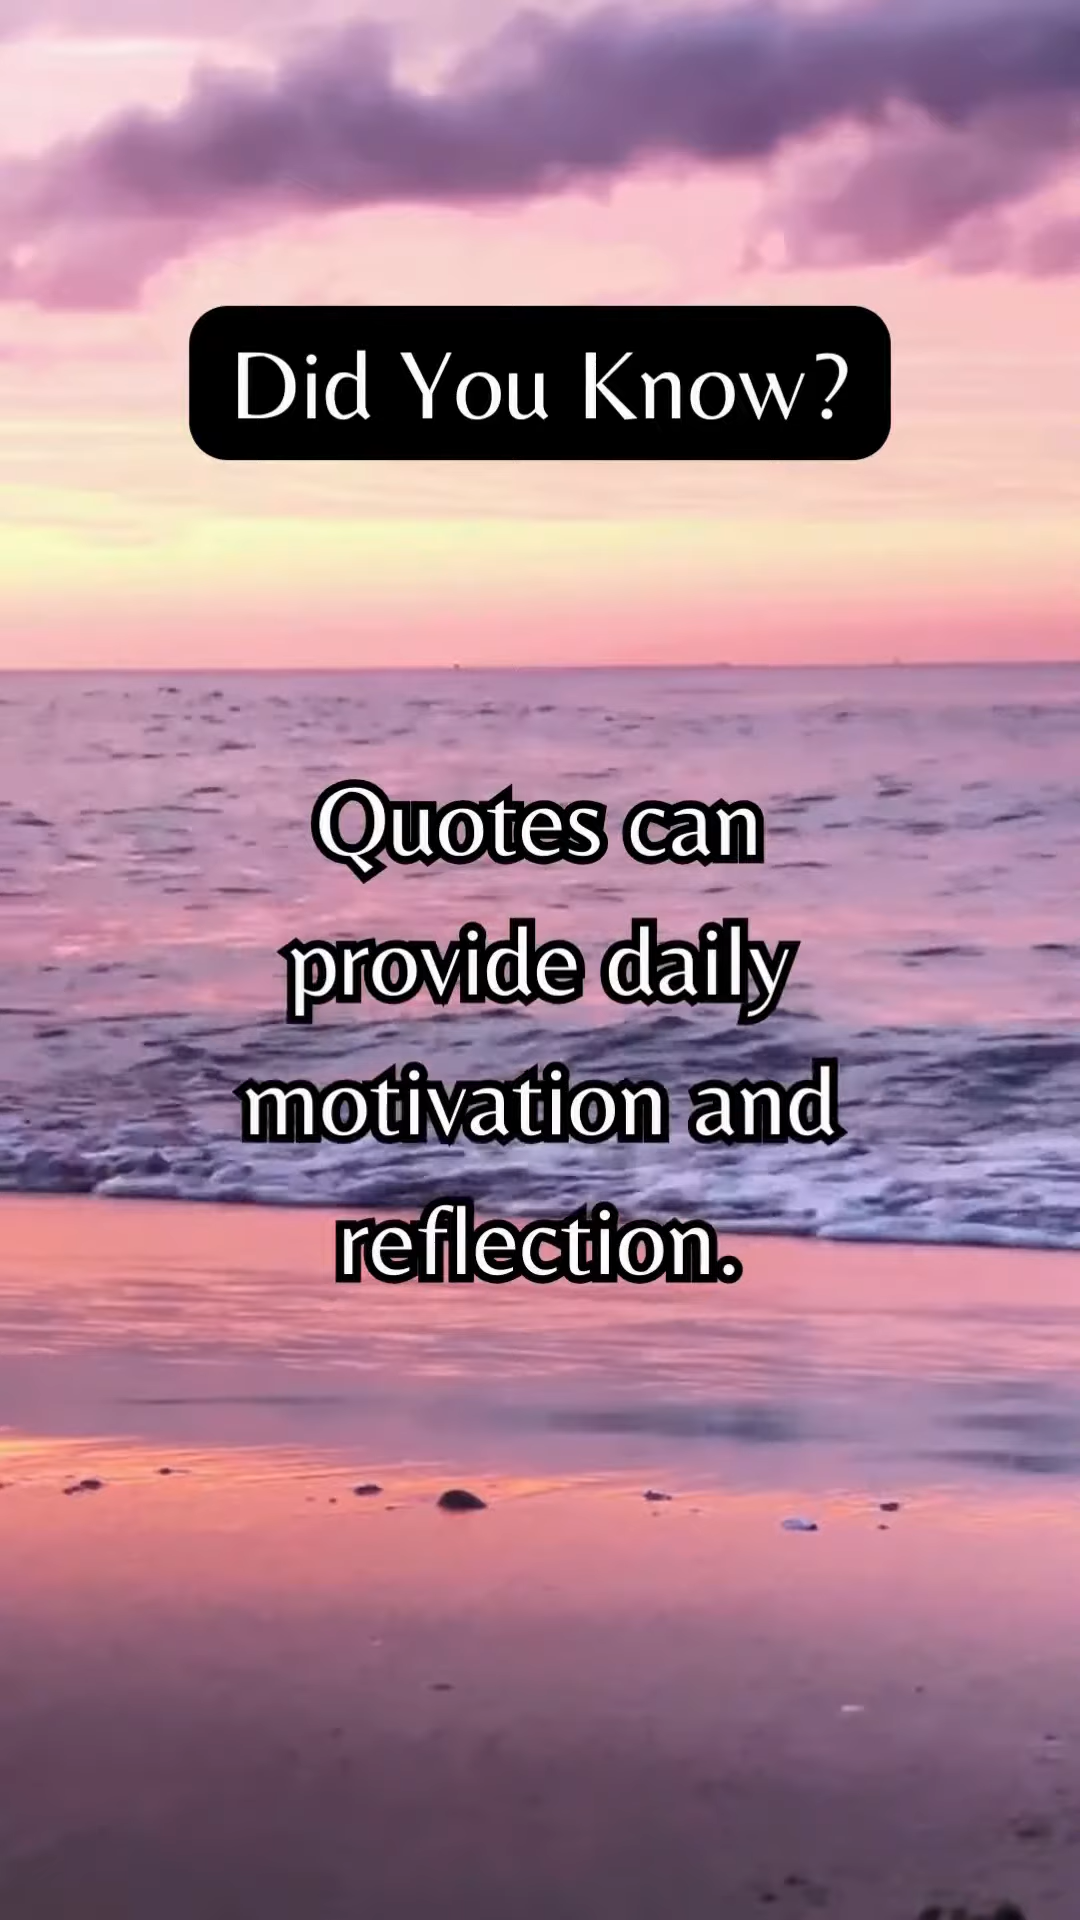 Did You Know?
Quotes can
provide daily
motivation and
reflection.